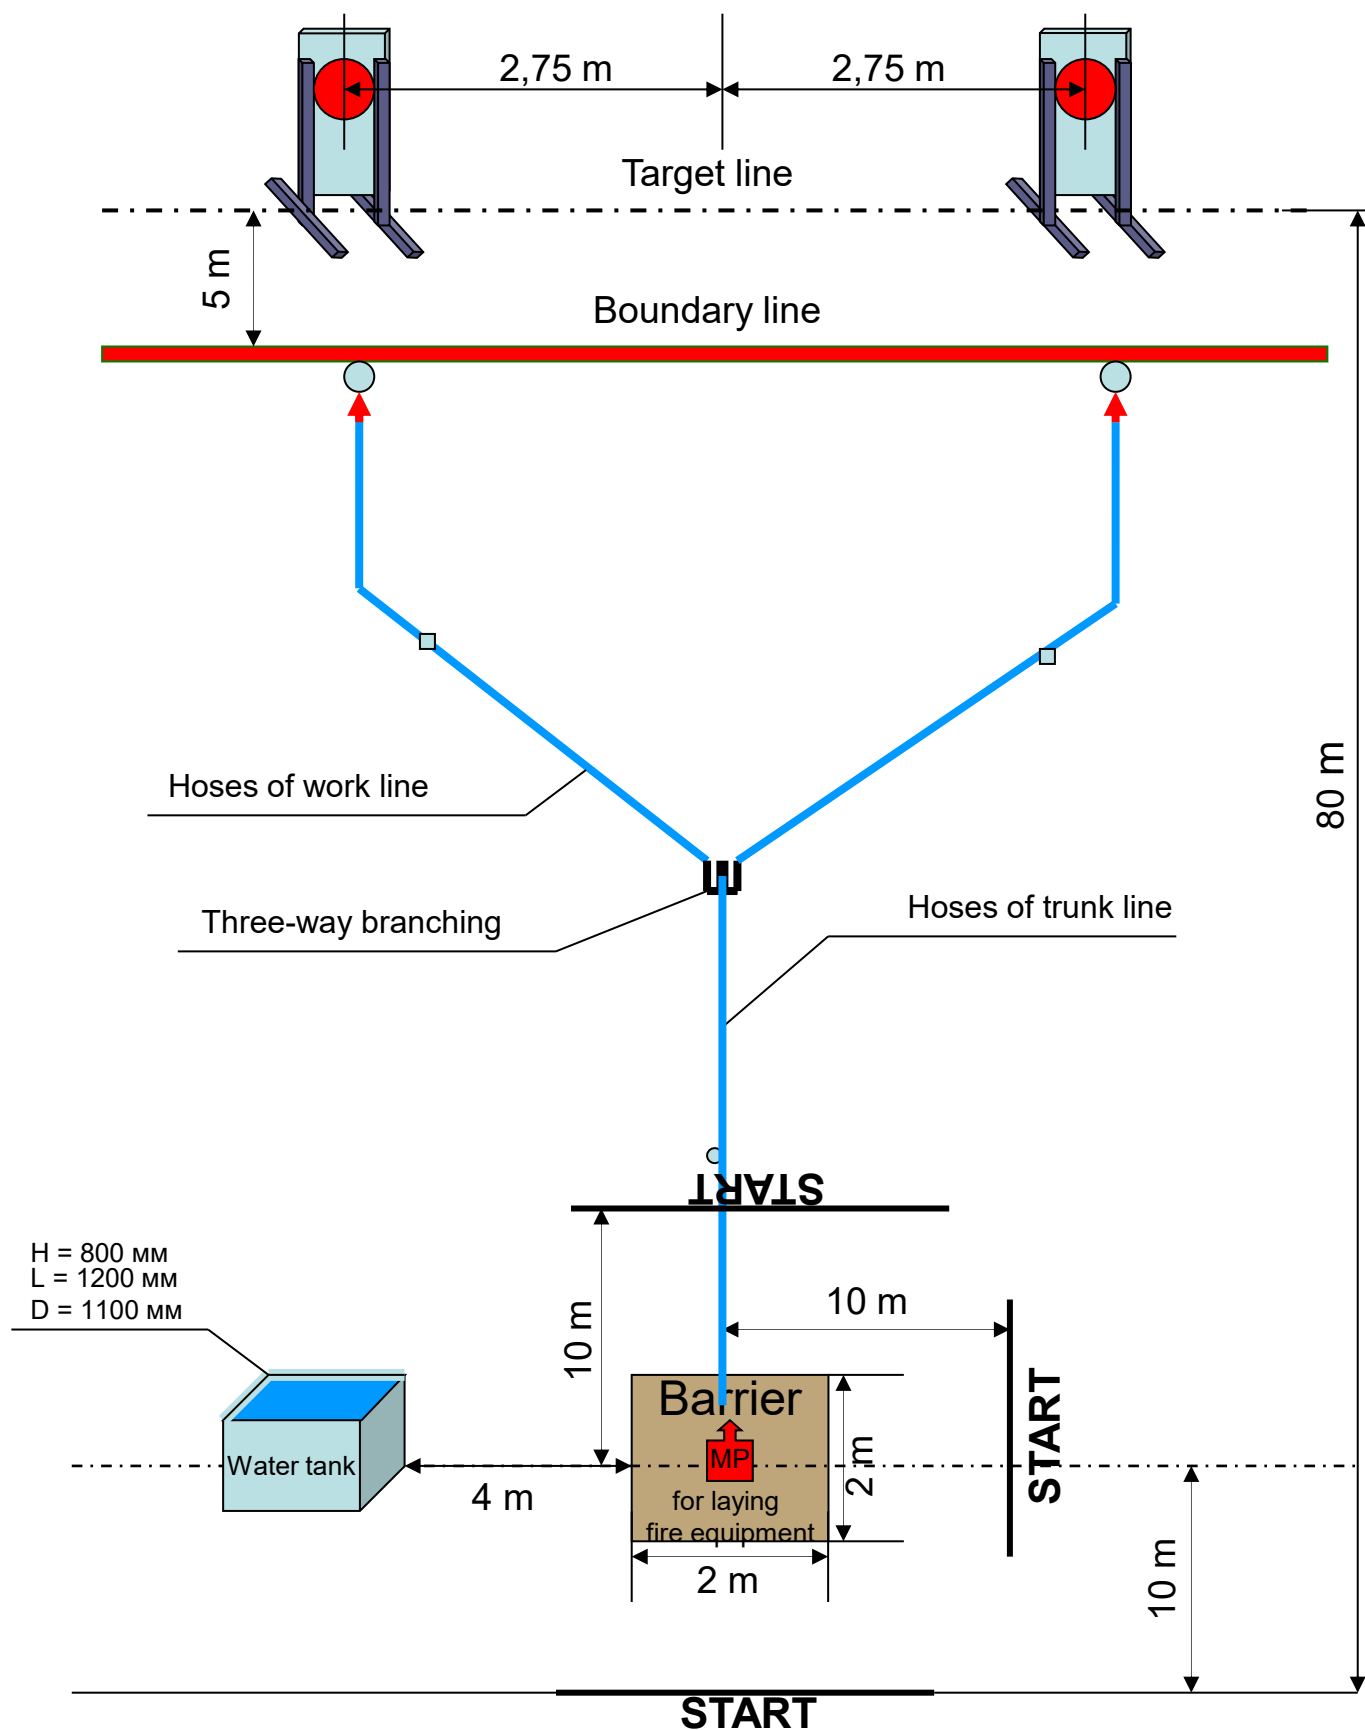 2,75 m
2,75 m
Target line
5 m
Boundary line
80 m
Hoses of work line
Three-way branching
Hoses of trunk line
START
H = 800 мм
L = 1200 мм
D = 1100 мм
10 m
10 m
START
Barrier
MP
2 m
Water tank
4 m
for laying
fire equipment
2 m
10 m
START